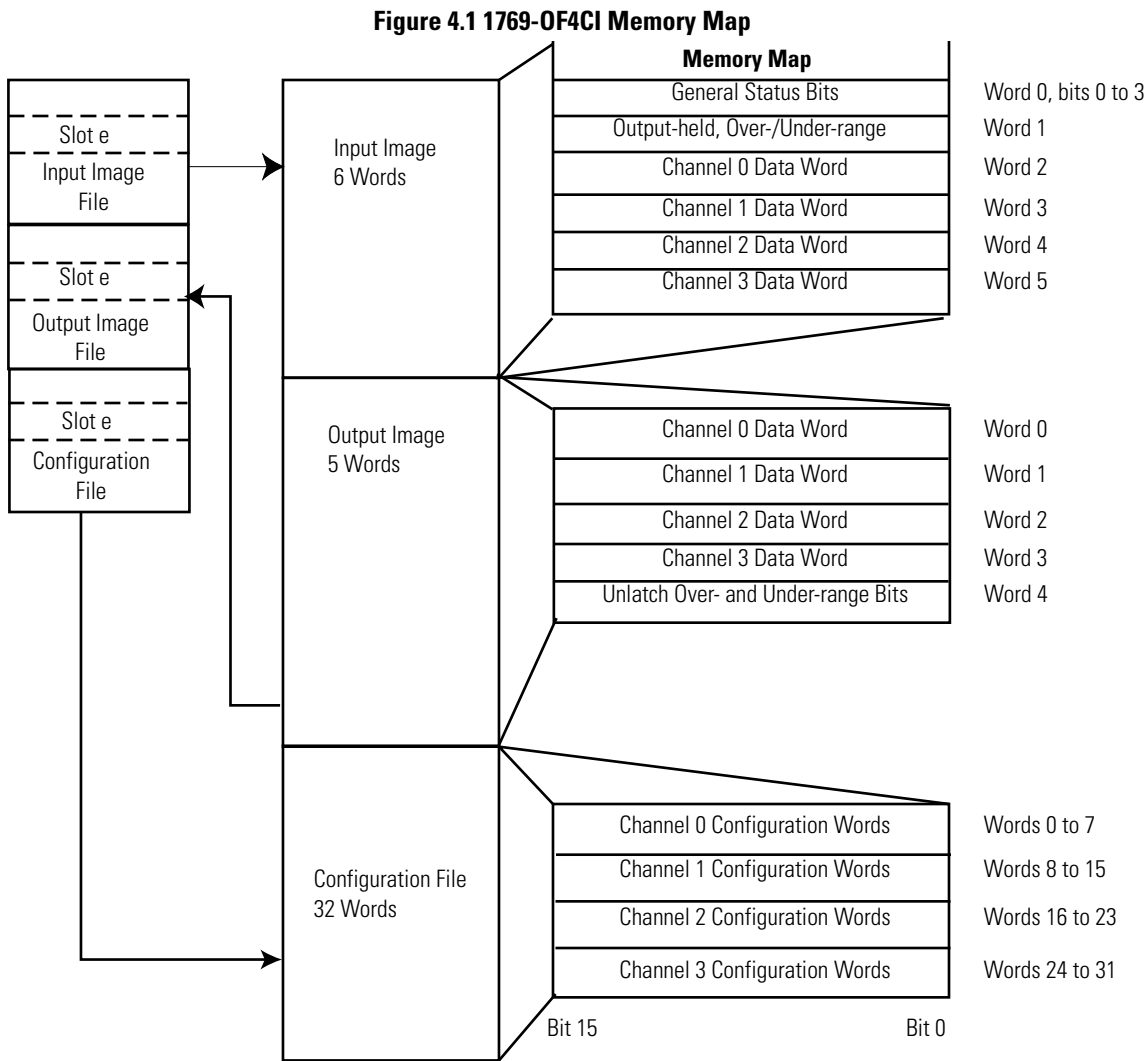 Figure 4.1 1769-OF4CI Memory Map
Slot e
Input Image
File
Slot e
Output Image
File
Slot e
Configuration
File
Input Image
6 Words
Output Image
5 Words
Configuration File
32 Words
Memory Map
General Status Bits Word 0, bits 0 to 3
Output-held, Over-/Under-range Word 1
Channel 0 Data Word Word 2
Channel 1 Data Word Word 3
Channel 2 Data Word Word 4
Channel 3 Data Word Word 5
Channel 0 Data Word Word 0
Channel 1 Data Word Word 1
Channel 2 Data Word Word 2
Channel 3 Data Word Word 3
Unlatch Over- and Under-range Bits Word 4
Channel 0 Configuration Words Words 0 to 7
Channel 1 Configuration Words Words 8 to 15
Channel 2 Configuration Words Words 16 to 23
Channel 3 Configuration Words Words 24 to 31
Bit 15 Bit 0